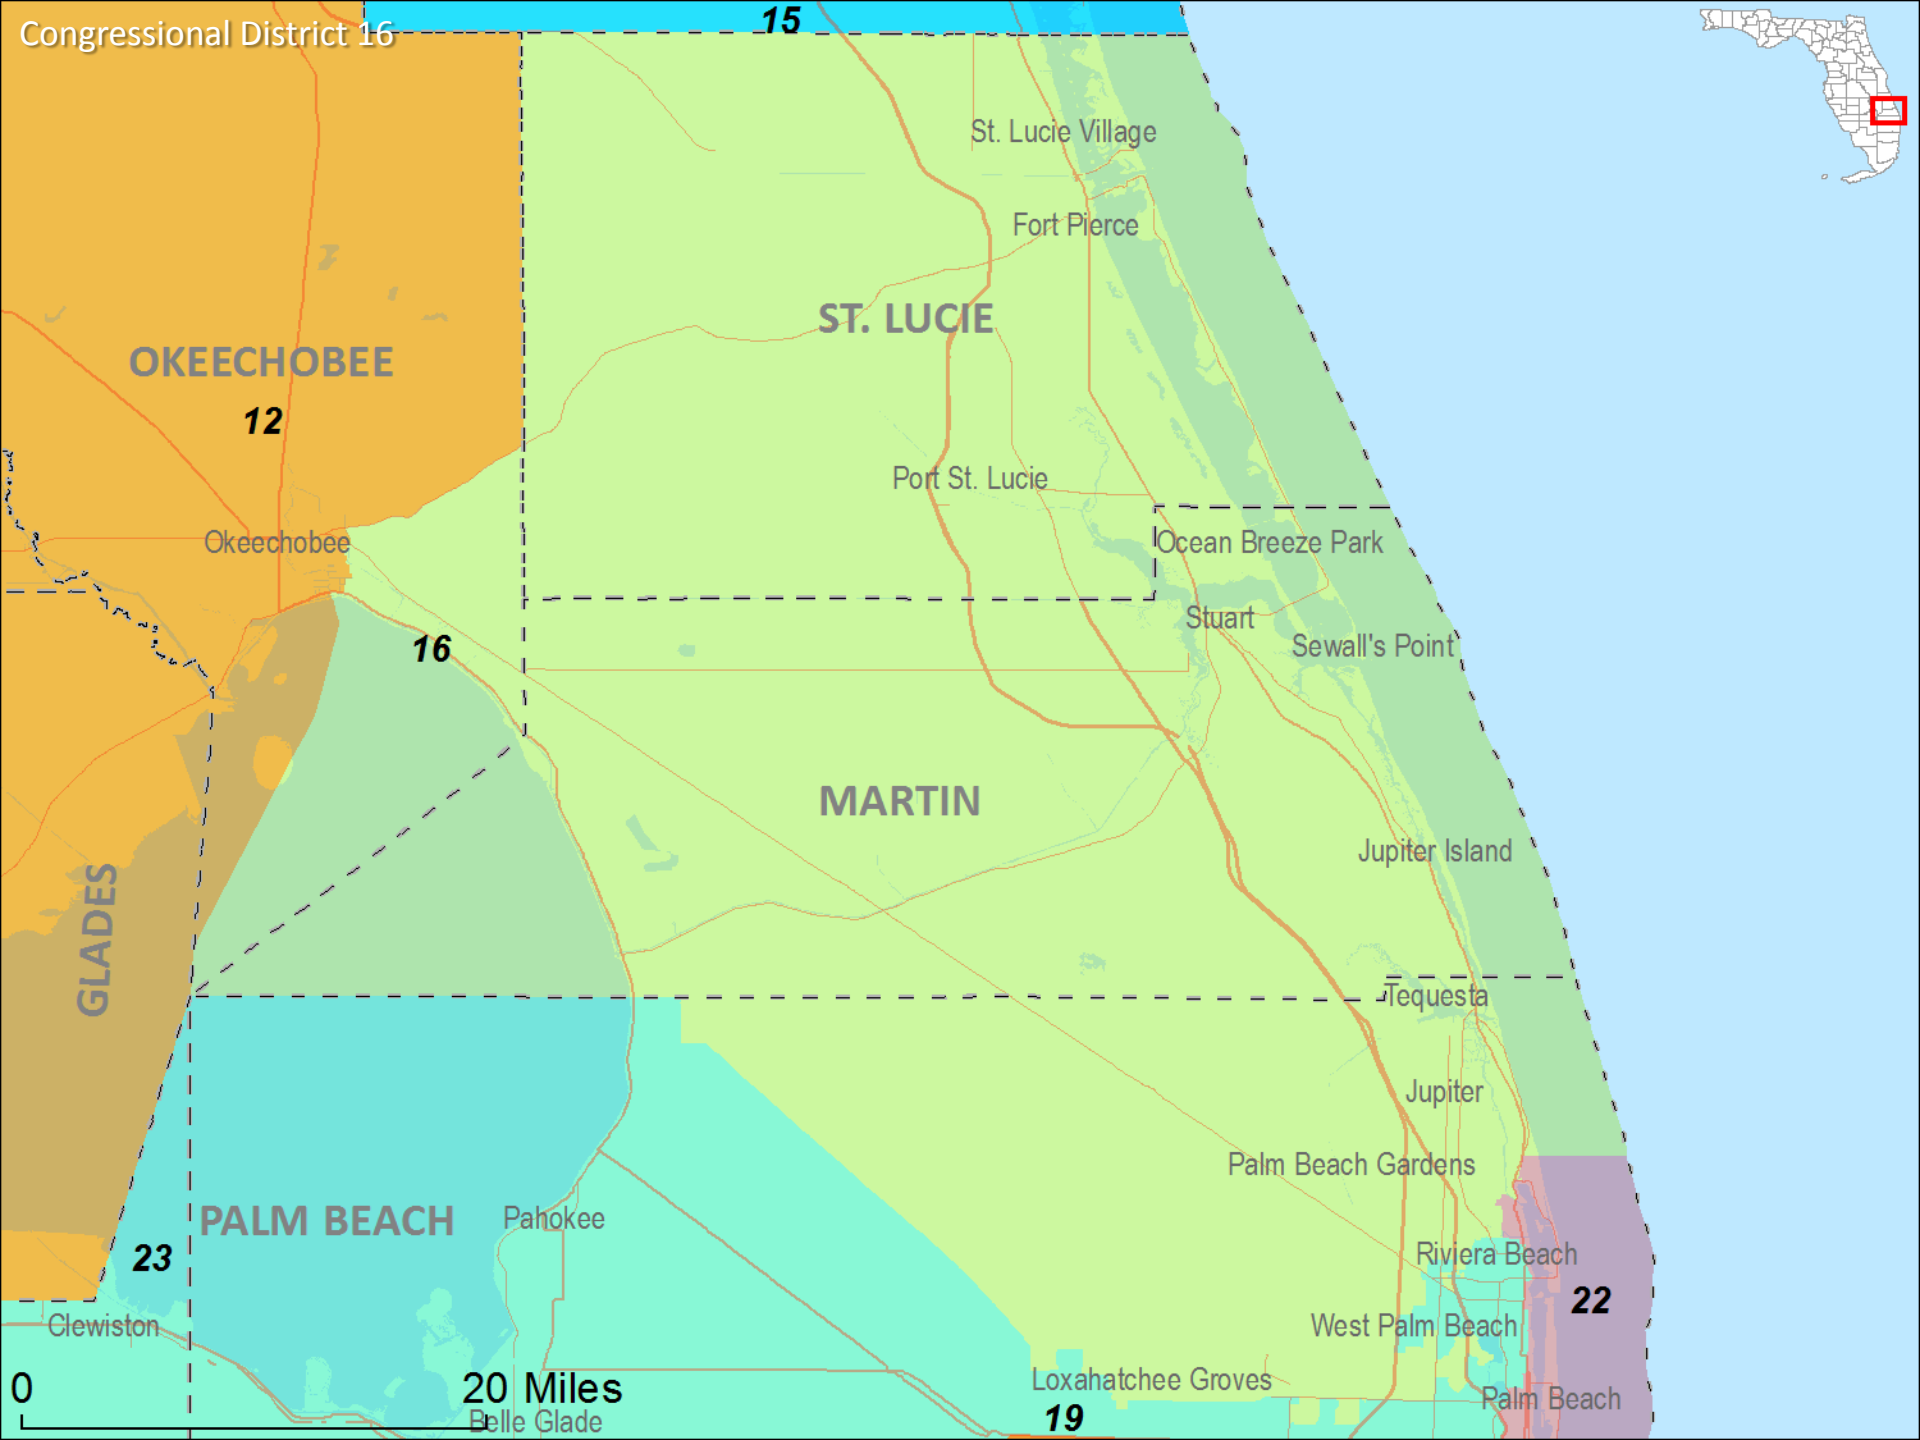 15
Congressional District 16
St. Lucie Village
Fort Pierce
ST. LUCIE
OKEECHOBEE
12
Port St. Lucie
Okeechobee
Ocean Breeze Park
Stuart
16
Sewall's Point
MARTIN
Jupiter Island
GLADES
Tequesta
Jupiter
Palm Beach Gardens
PALM BEACH
Pahokee
23
Riviera Beach
22
Clewiston
West Palm Beach
Loxahatchee Groves
0
20 Miles
Palm Beach
19
Belle Glade